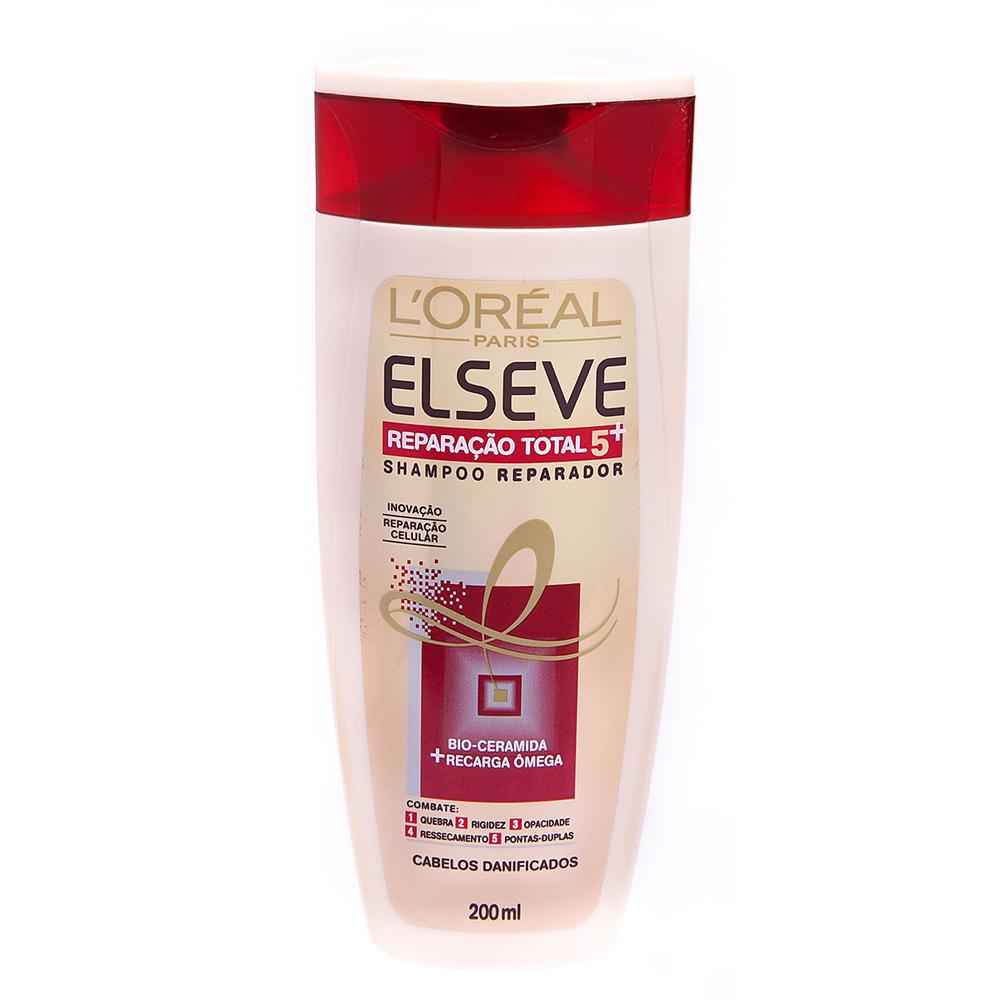 L'ORÉAL
PARIS
ELSEVE
REPARAÇÃO TOTAL 5+
SHAMPOO REPARADOR
INOVAÇÃO
REPARAÇÃO
CELULAR
BIO-CERAMIDA
+RECARGA ÔMEGA
COMBATE:
1 QUEBRA 2 RIGIDEZ 3 OPACIDADE
4 RESSECAMENTO 5 PONTAS-DUPLAS
CABELOS DANIFICADOS
200ml